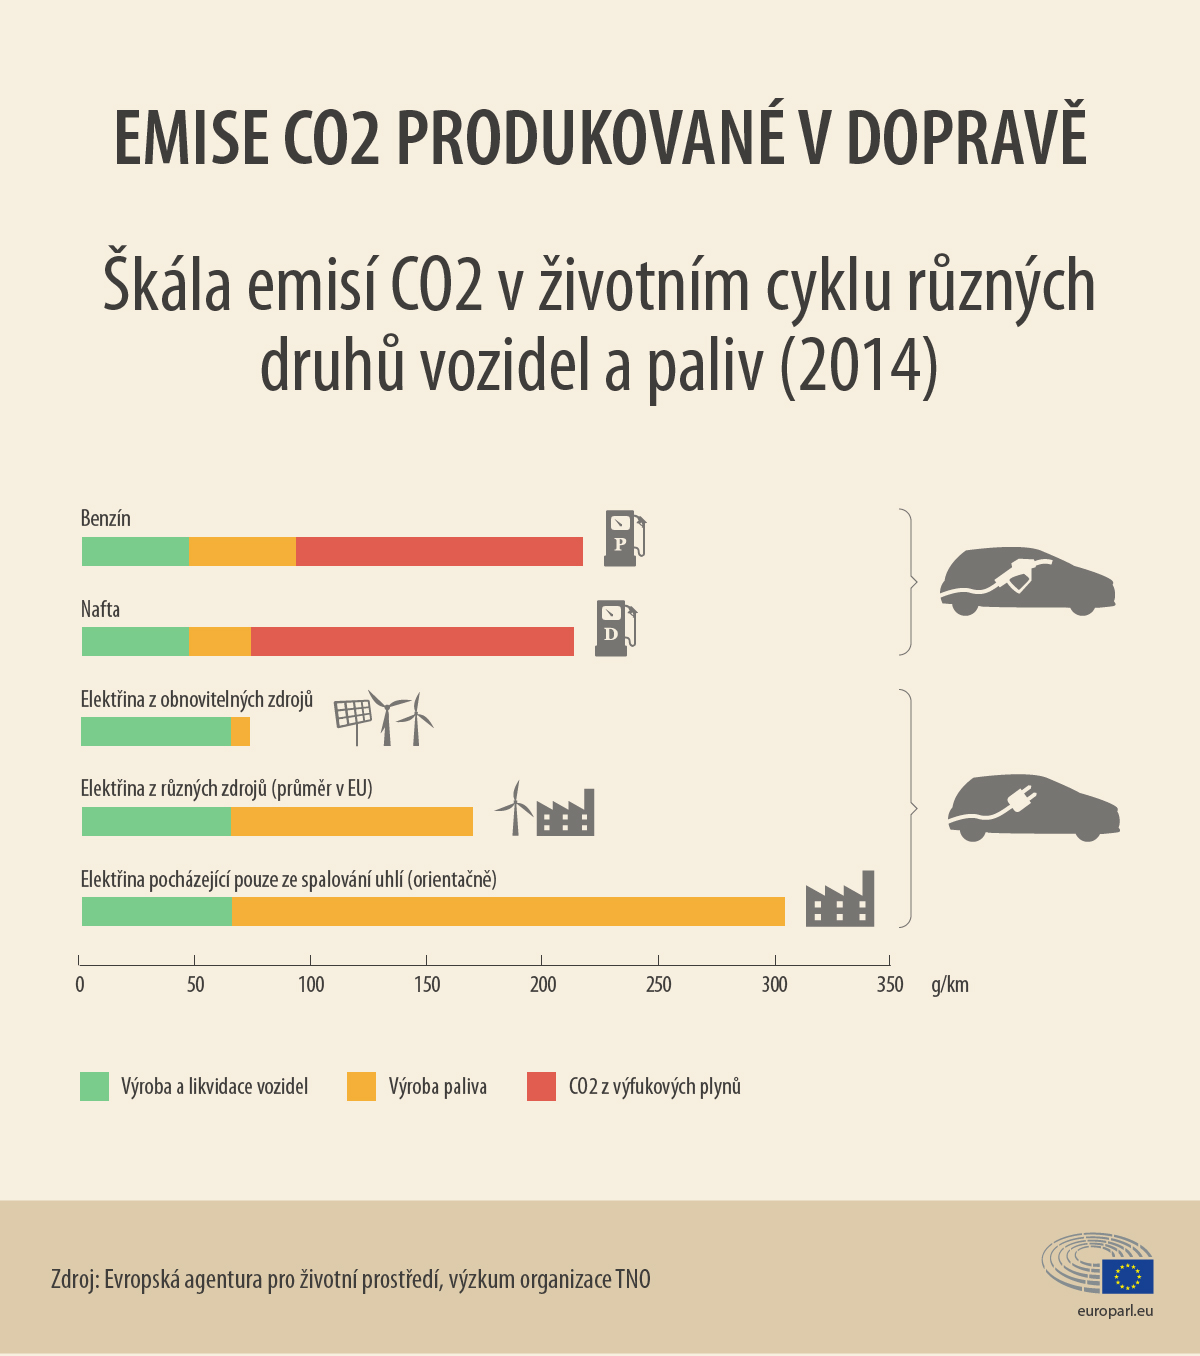 EMISE CO2 PRODUKOVANÉ V DOPRAVĚ
Škála emisí CO2 v životním cyklu různých
druhů vozidel a paliv (2014)
Benzín
P
Nafta
D
Elektřina z obnovitelných zdrojů
Elektřina z různých zdrojů (průměr v EU)
Elektřina pocházející pouze ze spalování uhlí (orientačně)
0 50 100 150 200 250 300 350 g/km
Výroba a likvidace vozidel Výroba paliva CO2 z výfukových plynů
Zdroj: Evropská agentura pro životní prostředí, výzkum organizace TNO
europarl.eu